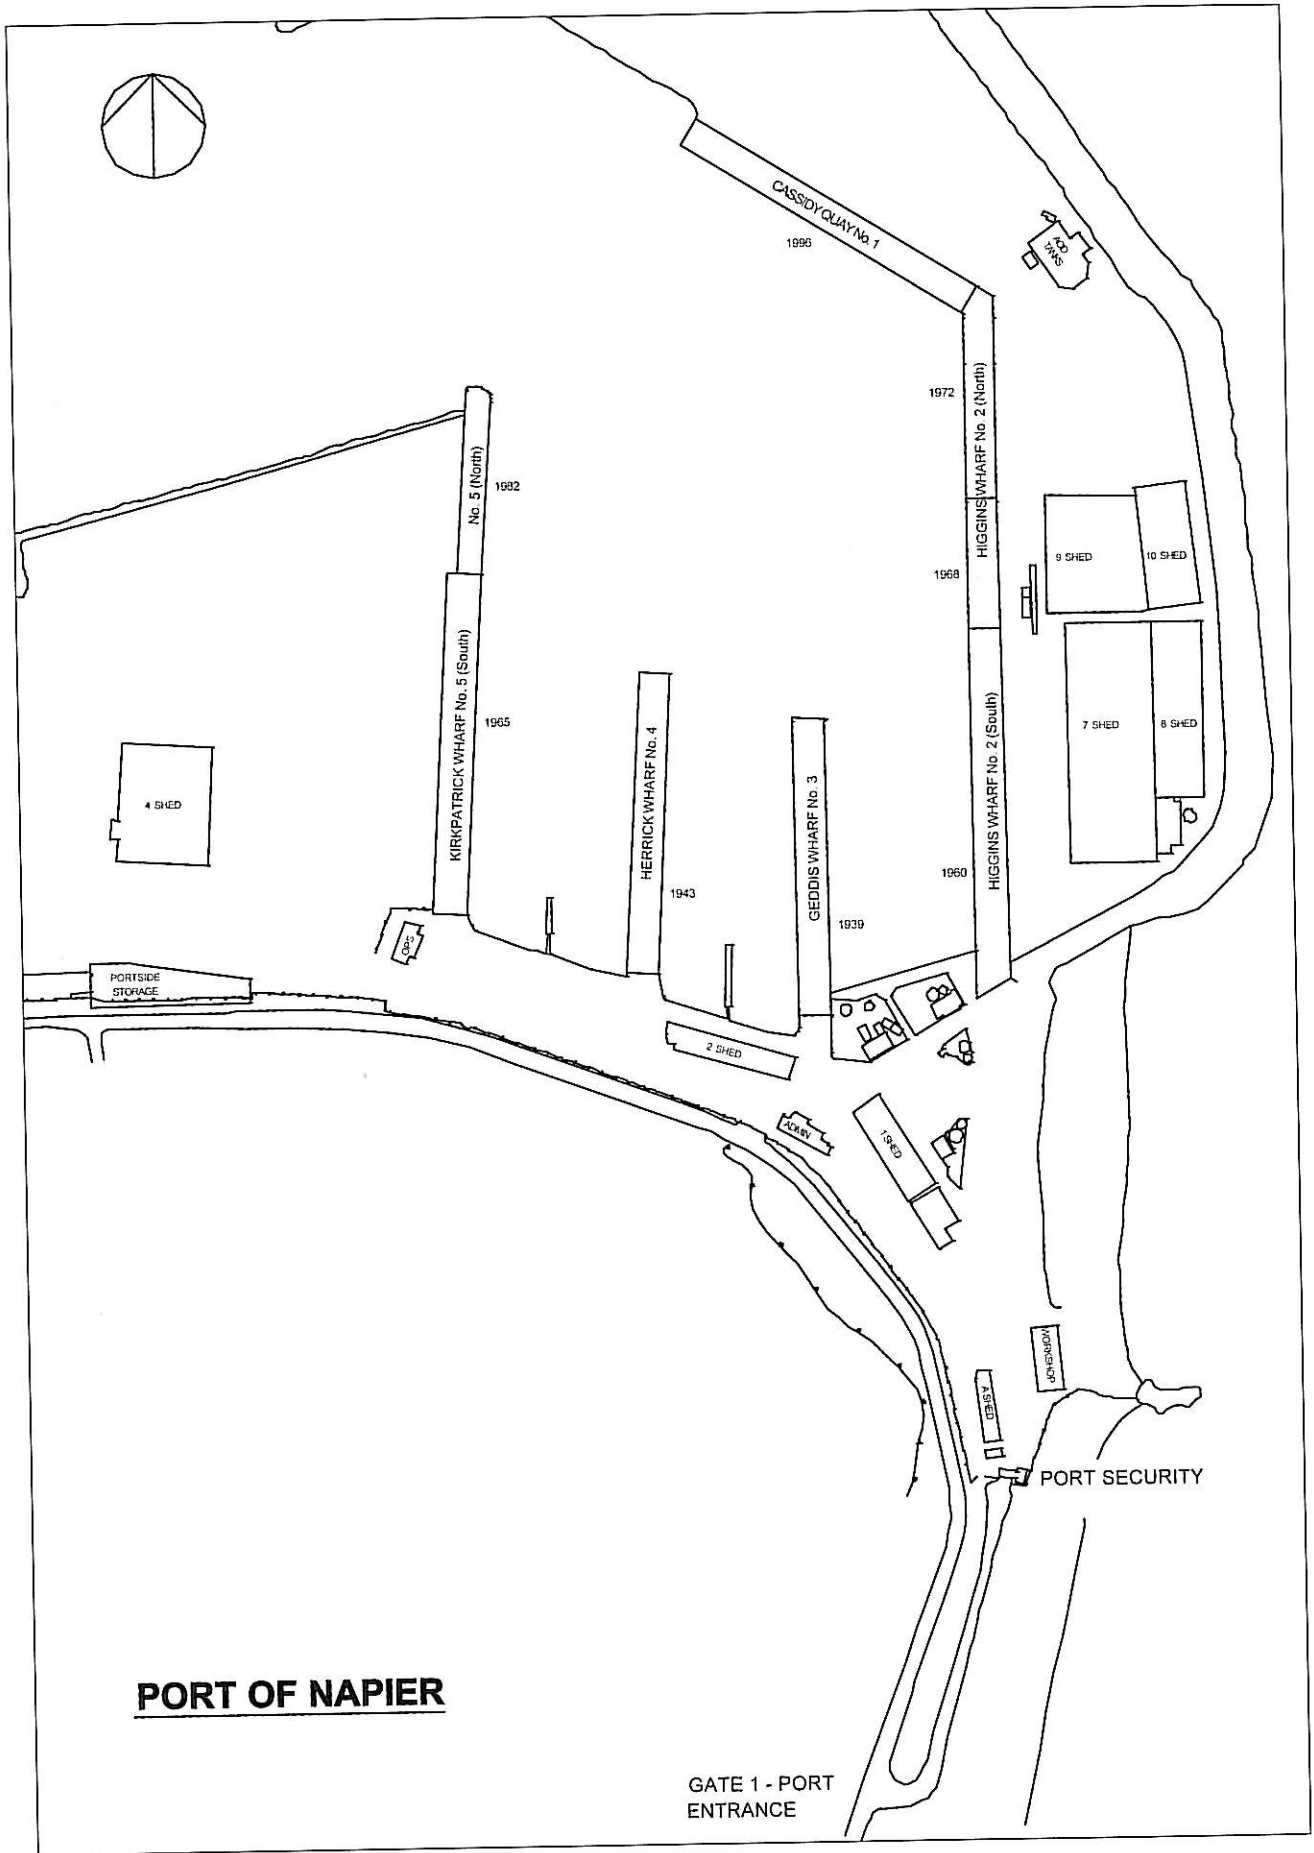 CASSIDY QUAY No. 1
1996
1972
HIGGINS WHARF No. 2 (North)
No. 5 (North)
1982
9 SHED
10 SHED
1968
KIRKPATRICK WHARF No. 5 (South)
1965
HERRICK WHARF No. 4
1943
GEDDIS WHARF No. 3
1939
HIGGINS WHARF No. 2 (South)
1960
7 SHED
8 SHED
4 SHED
OPS
PORTSIDE
STORAGE
2 SHED
ADMIN
1 SHED
WORKSHOP
A SHED
PORT SECURITY
PORT OF NAPIER
GATE 1 - PORT
ENTRANCE